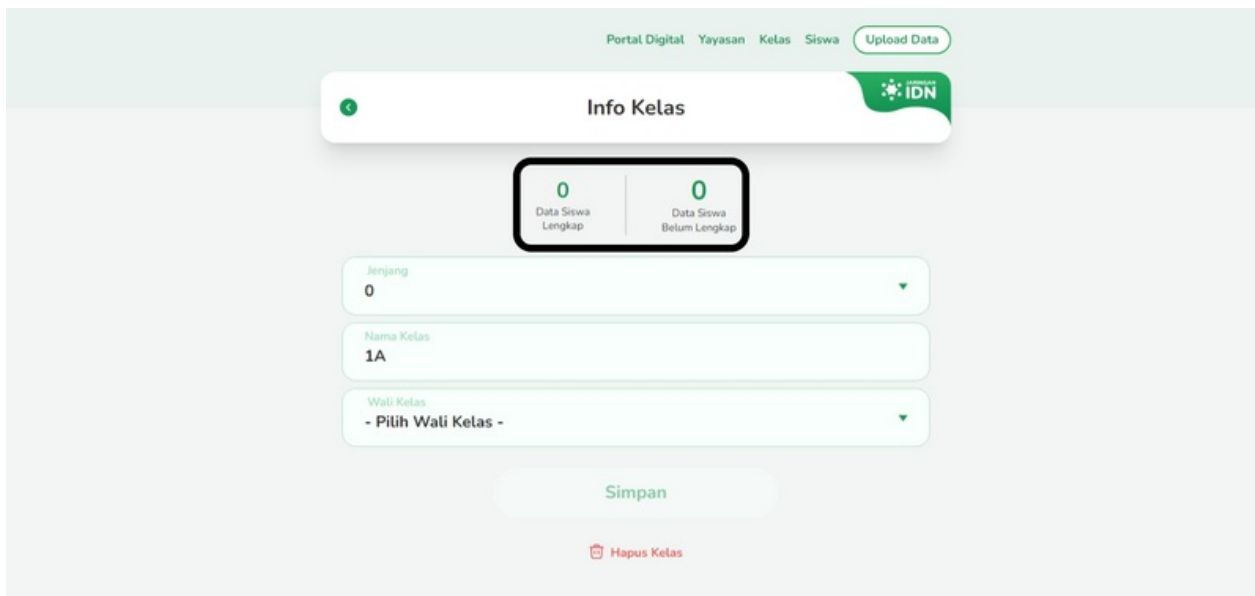 Portal Digital Yayasan Kelas Siswa Upload Data
Info Kelas
JARINGAN
IDN
0
Data Siswa
Lengkap
0
Data Siswa
Belum Lengkap
Jenjang
0
Nama Kelas
1A
Wali Kelas
- Pilih Wali Kelas -
Simpan
Hapus Kelas